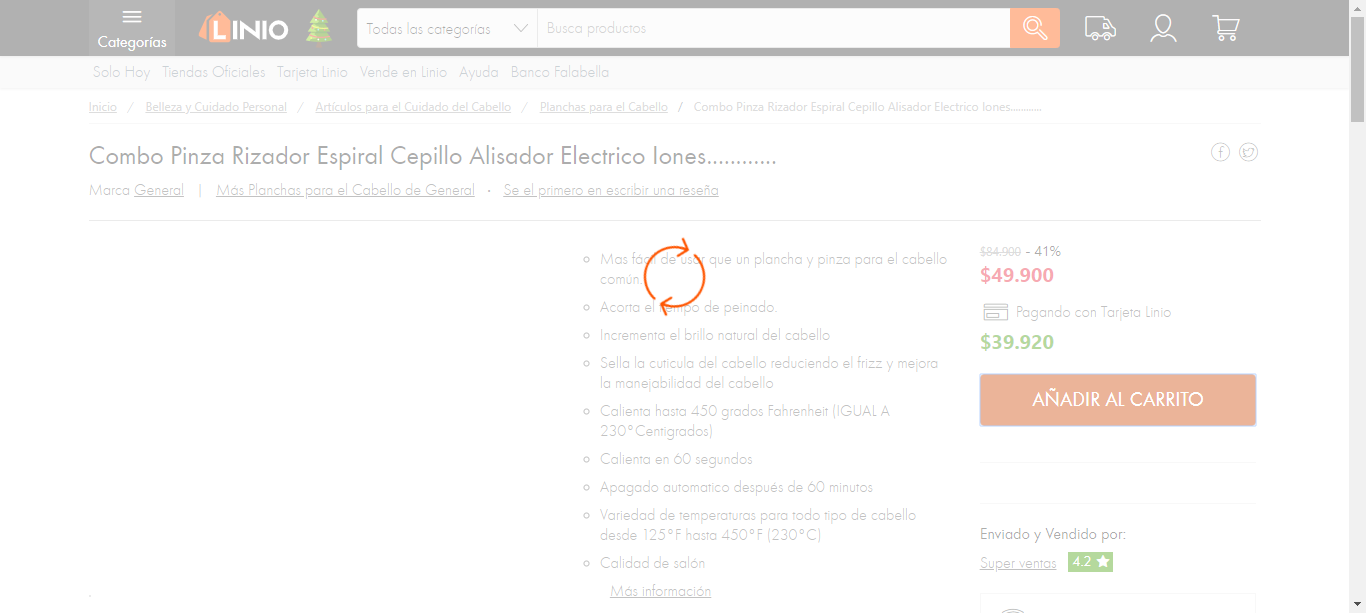 Categorías
LINIO
Todas las categorías
Busca productos
Solo Hoy Tiendas Oficiales Tarjeta Linio Vende en Linio Ayuda Banco Falabella
Inicio / Belleza y Cuidado Personal / Artículos para el Cuidado del Cabello / Planchas para el Cabello / Combo Pinza Rizador Espiral Cepillo Alisador Electrico Iones............
Combo Pinza Rizador Espiral Cepillo Alisador Electrico Iones............
Marca General | Más Planchas para el Cabello de General · Se el primero en escribir una reseña
Mas fácil de usar que un plancha y pinza para el cabello
común.
Acorta el tiempo de peinado.
Incrementa el brillo natural del cabello
Sella la cuticula del cabello reduciendo el frizz y mejora
la manejabilidad del cabello
Calienta hasta 450 grados Fahrenheit (IGUAL A
230°Centigrados)
Calienta en 60 segundos
Apagado automatico después de 60 minutos
Variedad de temperaturas para todo tipo de cabello
desde 125°F hasta 450°F (230°C)
Calidad de salón
Más información
$84.900 - 41%
$49.900
Pagando con Tarjeta Linio
$39.920
AÑADIR AL CARRITO
Enviado y Vendido por:
Super ventas 4.2